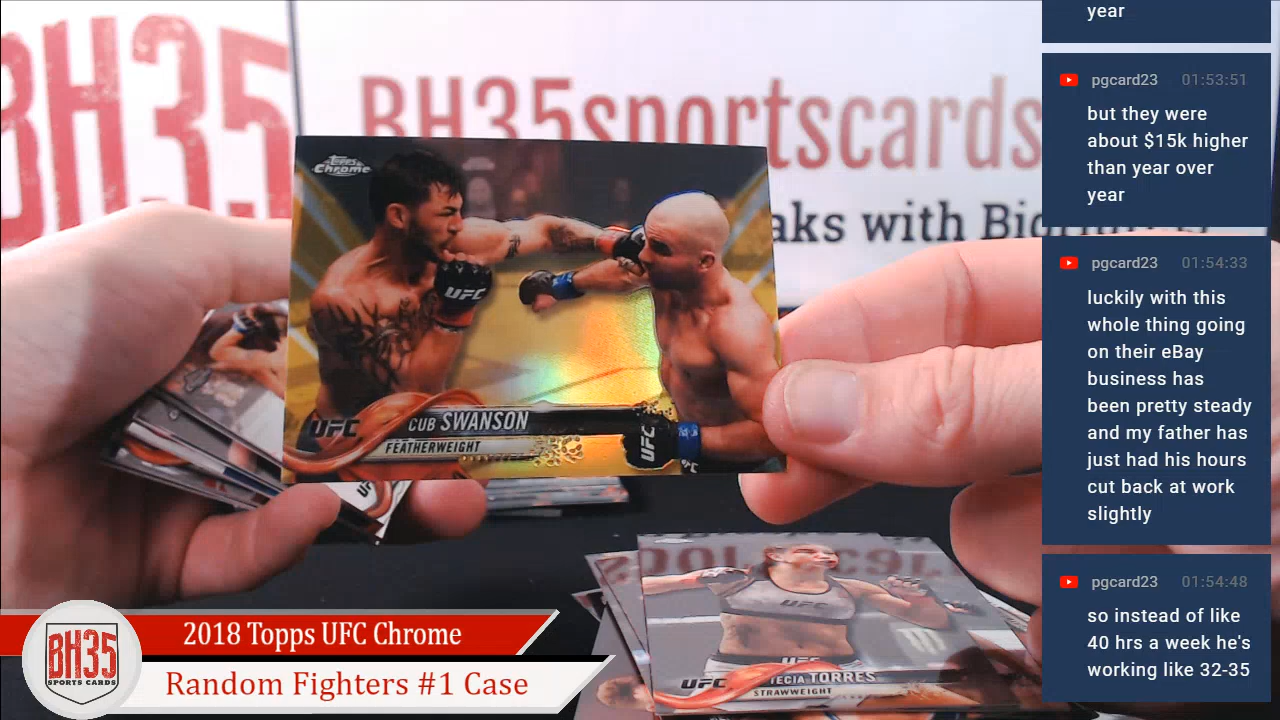 BH35
BH35sportscards
aks with Big
Topps
Chrome
UFC
CUB SWANSON
FEATHERWEIGHT
UFC
UFC
UFC
UFC
UFC
TECIA TORRES
STRAWWEIGHT
UFC
2018 Topps UFC Chrome
Random Fighters #1 Case
BH35
SPORTS CARDS
year
pgcard23 01:53:51
but they were
about $15k higher
than year over
year
pgcard23 01:54:33
luckily with this
whole thing going
on their eBay
business has
been pretty steady
and my father has
just had his hours
cut back at work
slightly
pgcard23 01:54:48
so instead of like
40 hrs a week he's
working like 32-35